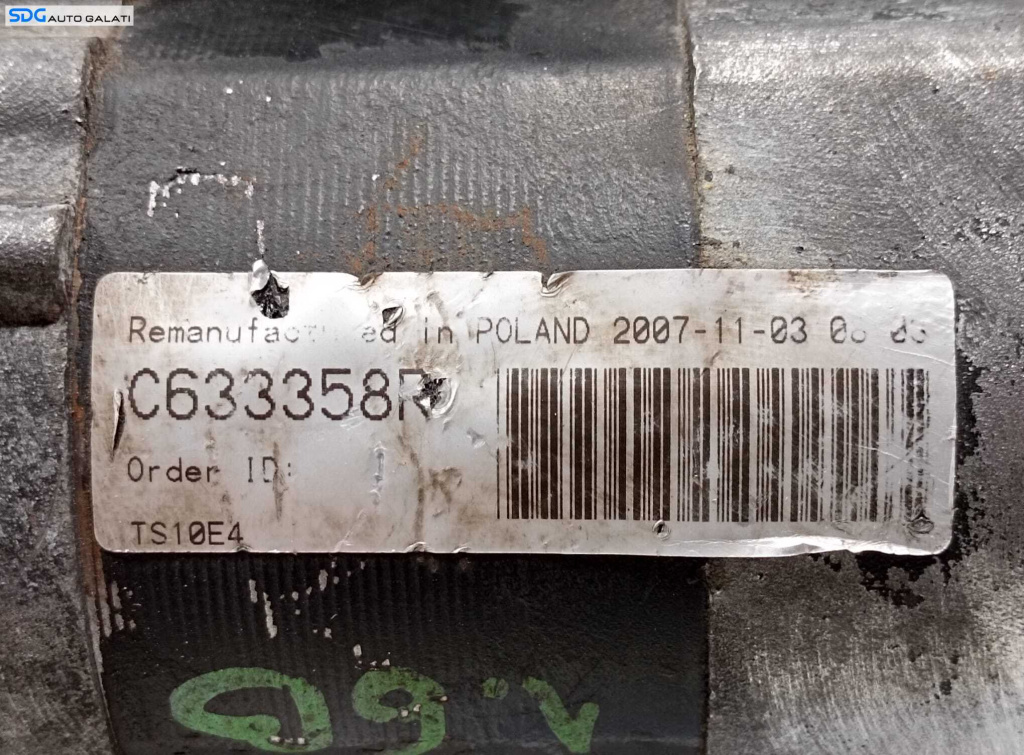 SDG AUTO GALATI
Remanufactured in POLAND 2007-11-03
C633358R
Order ID:
TS10E4